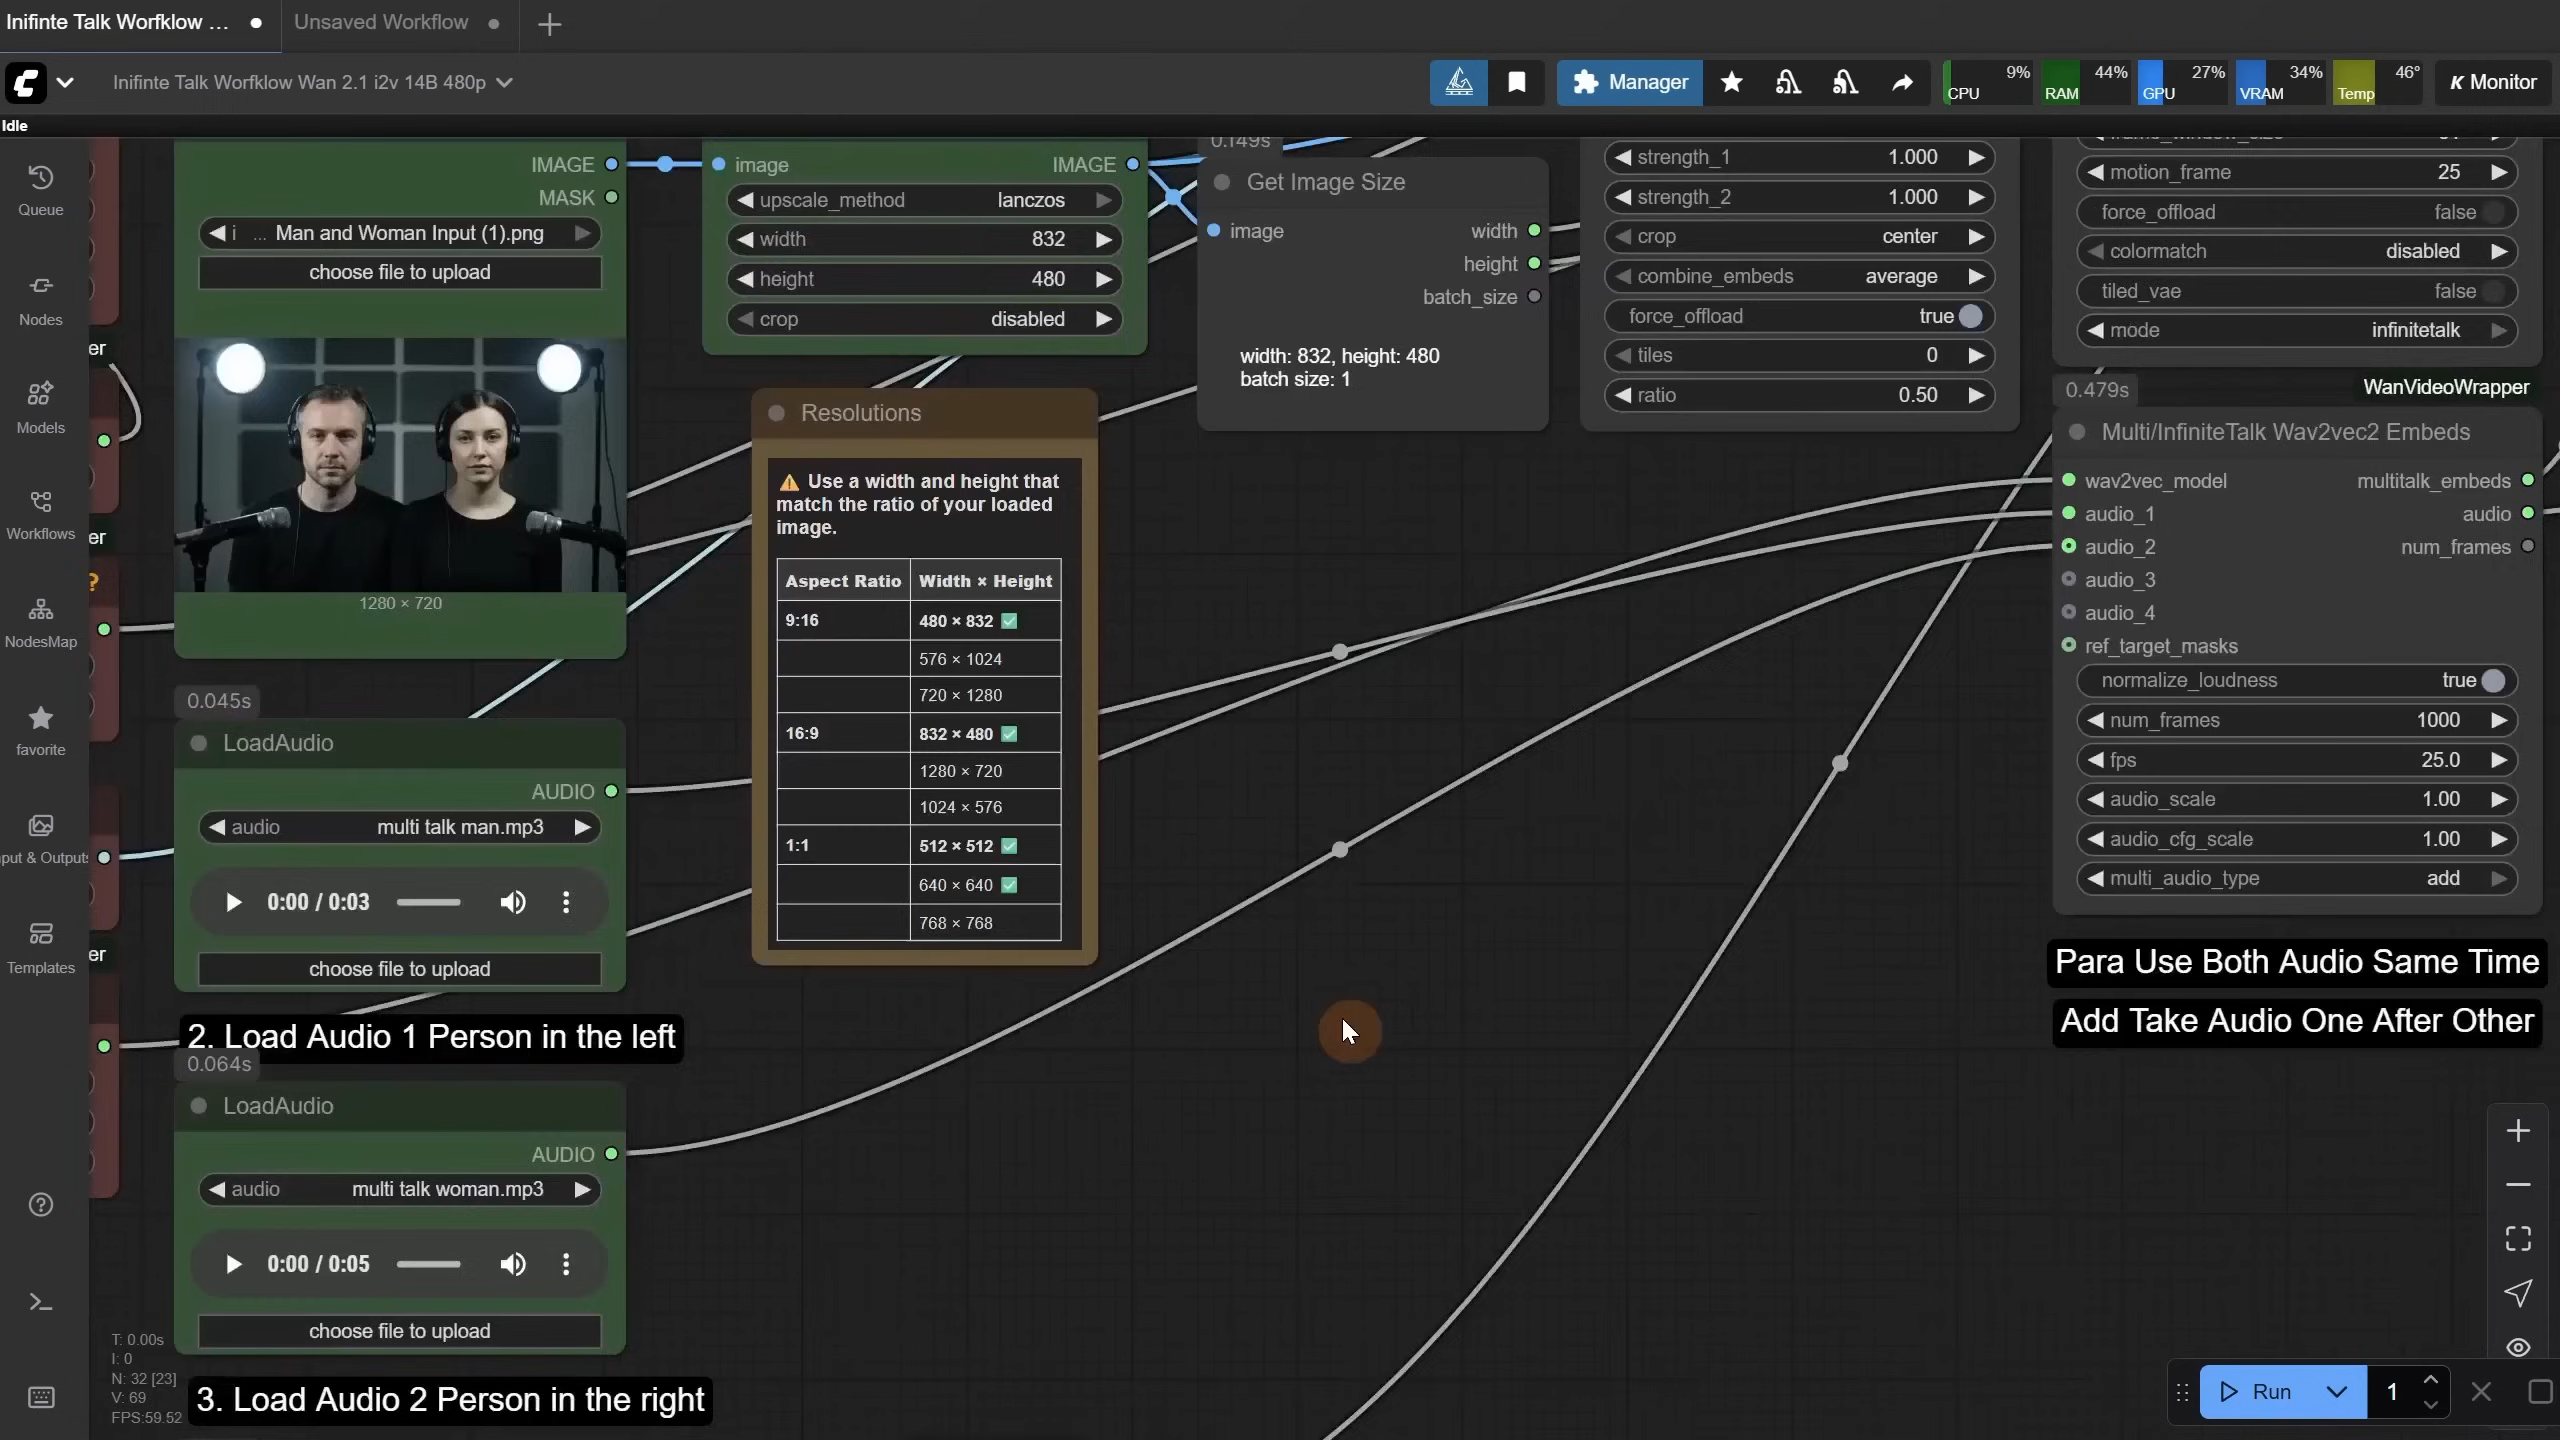 Inifinte Talk Worfklow ...
Unsaved Workflow
Inifinte Talk Worfklow Wan 2.1 i2v 14B 480p
Manager
CPU 9%
RAM 44%
GPU 27%
VRAM 34%
Temp 46°
K Monitor
Idle
Queue
Nodes
Models
Workflows
NodesMap
favorite
put & Output
Templates
er
er
?
er
IMAGE
MASK
i ... Man and Woman Input (1).png
choose file to upload
1280 × 720
0.045s
LoadAudio
AUDIO
audio multi talk man.mp3
0:00 / 0:03
choose file to upload
2. Load Audio 1 Person in the left
0.064s
LoadAudio
AUDIO
audio multi talk woman.mp3
0:00 / 0:05
choose file to upload
3. Load Audio 2 Person in the right
T: 0.00s
I: 0
N: 32 [23]
V: 69
FPS:59.52
image IMAGE
upscale_method lanczos
width 832
height 480
crop disabled
Resolutions
⚠️ Use a width and height that
match the ratio of your loaded
image.
Aspect Ratio Width × Height
9:16 480 × 832 ✅
576 × 1024
720 × 1280
16:9 832 × 480 ✅
1280 × 720
1024 × 576
1:1 512 × 512 ✅
640 × 640 ✅
768 × 768
0.149s
Get Image Size
image width
height
batch_size
width: 832, height: 480
batch size: 1
strength_1 1.000
strength_2 1.000
crop center
combine_embeds average
force_offload true
tiles 0
ratio 0.50
motion_frame 25
force_offload false
colormatch disabled
tiled_vae false
mode infinitetalk
0.479s
WanVideoWrapper
Multi/InfiniteTalk Wav2vec2 Embeds
wav2vec_model multitalk_embeds
audio_1 audio
audio_2 num_frames
audio_3
audio_4
ref_target_masks
normalize_loudness true
num_frames 1000
fps 25.0
audio_scale 1.00
audio_cfg_scale 1.00
multi_audio_type add
Para Use Both Audio Same Time
Add Take Audio One After Other
Run
1